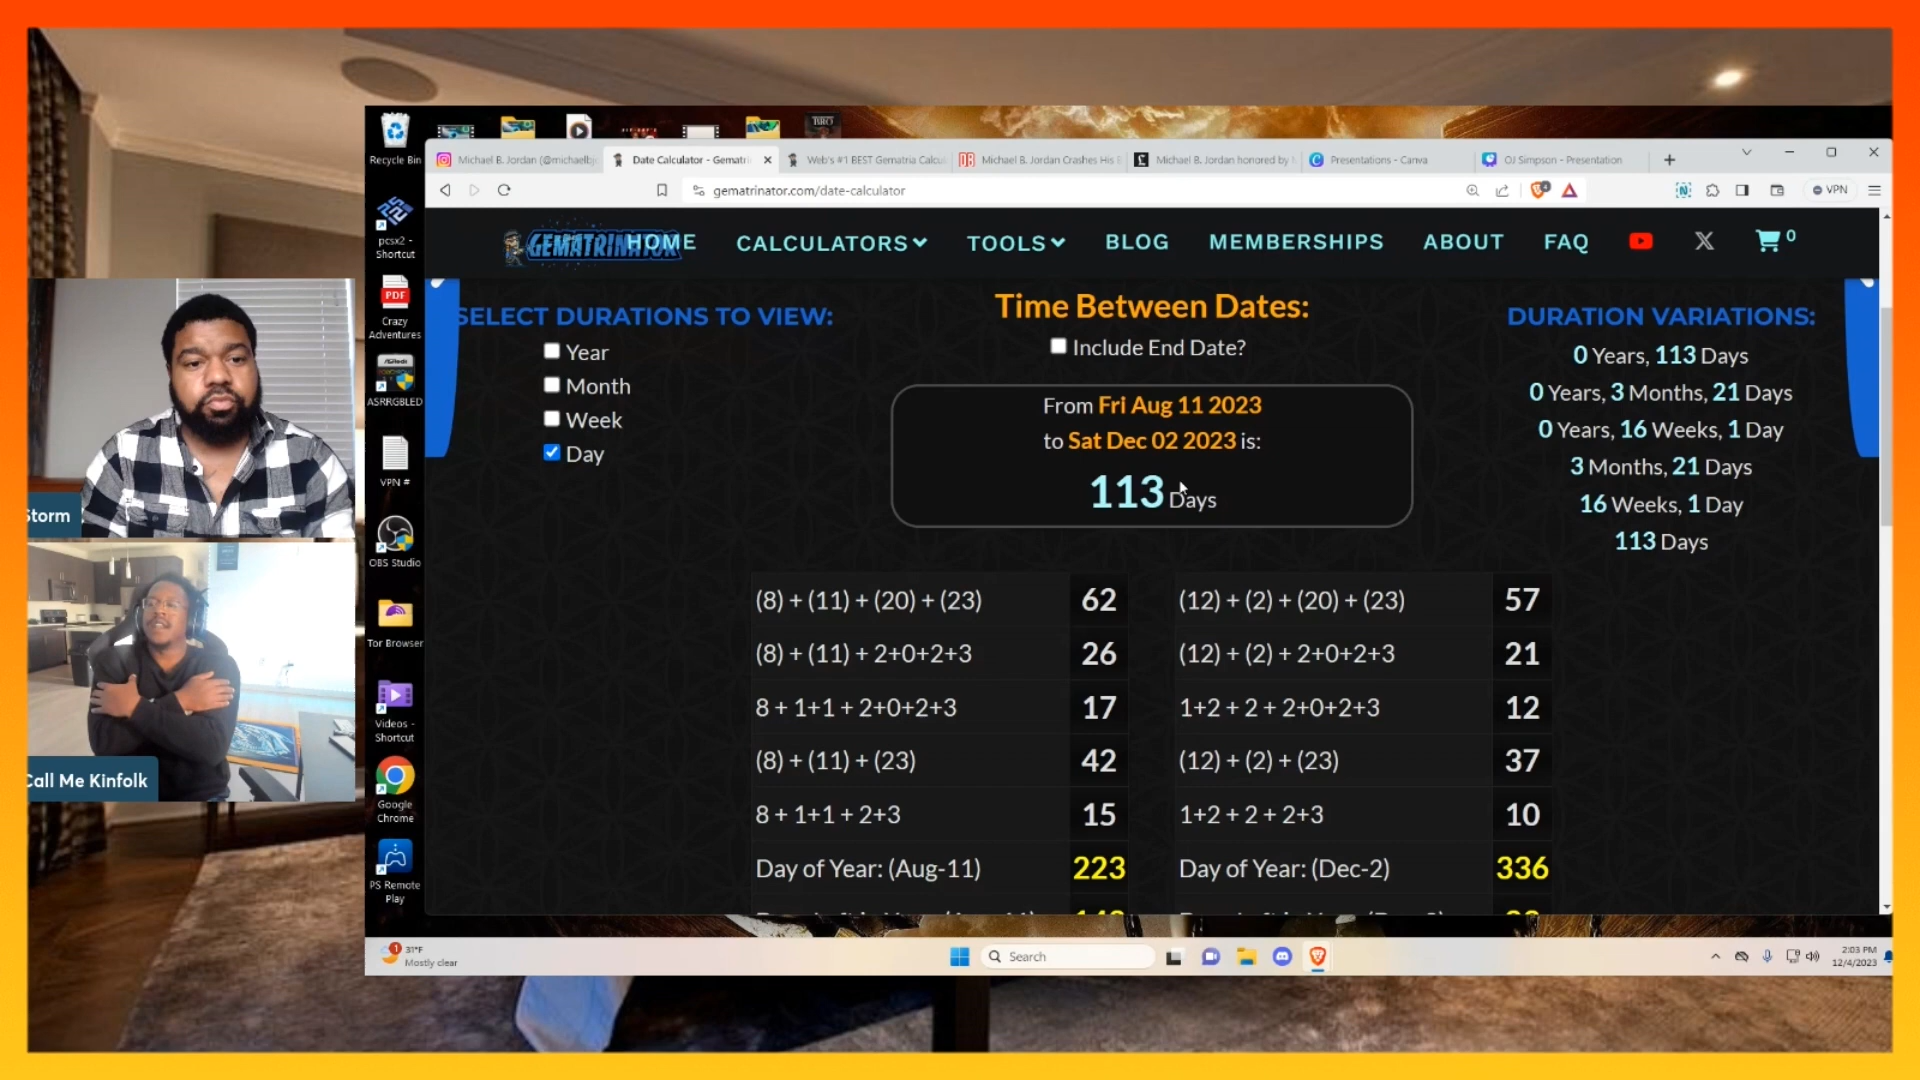 BIRO
Recycle Bin
pcsx2 -
Shortcut
PDF
Crazy
Adventures
ASRRGBLED
VPN #
OBS Studio
Tor Browser
Videos -
Shortcut
Google
Chrome
PS Remote
Play
Storm
Call Me Kinfolk
Michael B. Jordan (@michaelbj
Date Calculator - Gematri
Web's #1 BEST Gematria Calcu
Michael B. Jordan Crashes His
Michael B. Jordan honored by
Presentations - Canva
OJ Simpson - Presentation
gematrinator.com/date-calculator
VPN
GEMATRINATOR
HOME
CALCULATORS
TOOLS
BLOG
MEMBERSHIPS
ABOUT
FAQ
0
SELECT DURATIONS TO VIEW:
Year
Month
Week
Day
Time Between Dates:
Include End Date?
From Fri Aug 11 2023
to Sat Dec 02 2023 is:
113 Days
DURATION VARIATIONS:
0 Years, 113 Days
0 Years, 3 Months, 21 Days
0 Years, 16 Weeks, 1 Day
3 Months, 21 Days
16 Weeks, 1 Day
113 Days
(8) + (11) + (20) + (23) 62
(12) + (2) + (20) + (23) 57
(8) + (11) + 2+0+2+3 26
(12) + (2) + 2+0+2+3 21
8 + 1+1 + 2+0+2+3 17
1+2 + 2 + 2+0+2+3 12
(8) + (11) + (23) 42
(12) + (2) + (23) 37
8 + 1+1 + 2+3 15
1+2 + 2 + 2+3 10
Day of Year: (Aug-11) 223
Day of Year: (Dec-2) 336
1
31°F
Mostly clear
Search
2:03 PM
12/4/2023